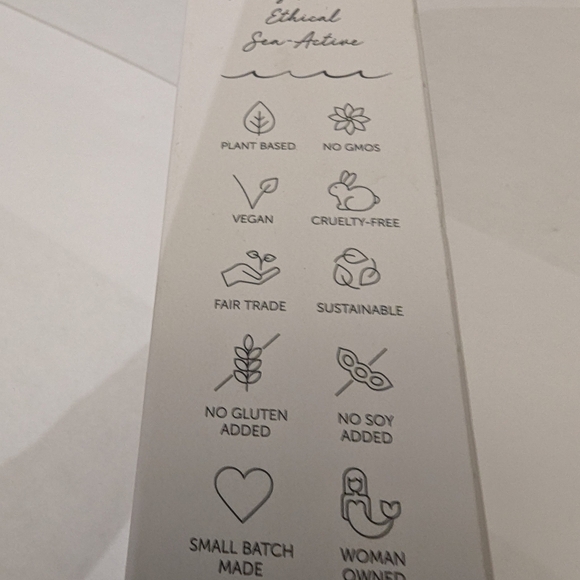 Ethical
Sea-Active
PLANT BASED
NO GMOS
VEGAN
CRUELTY-FREE
FAIR TRADE
SUSTAINABLE
NO GLUTEN
ADDED
NO SOY
ADDED
SMALL BATCH
MADE
WOMAN
OWNED